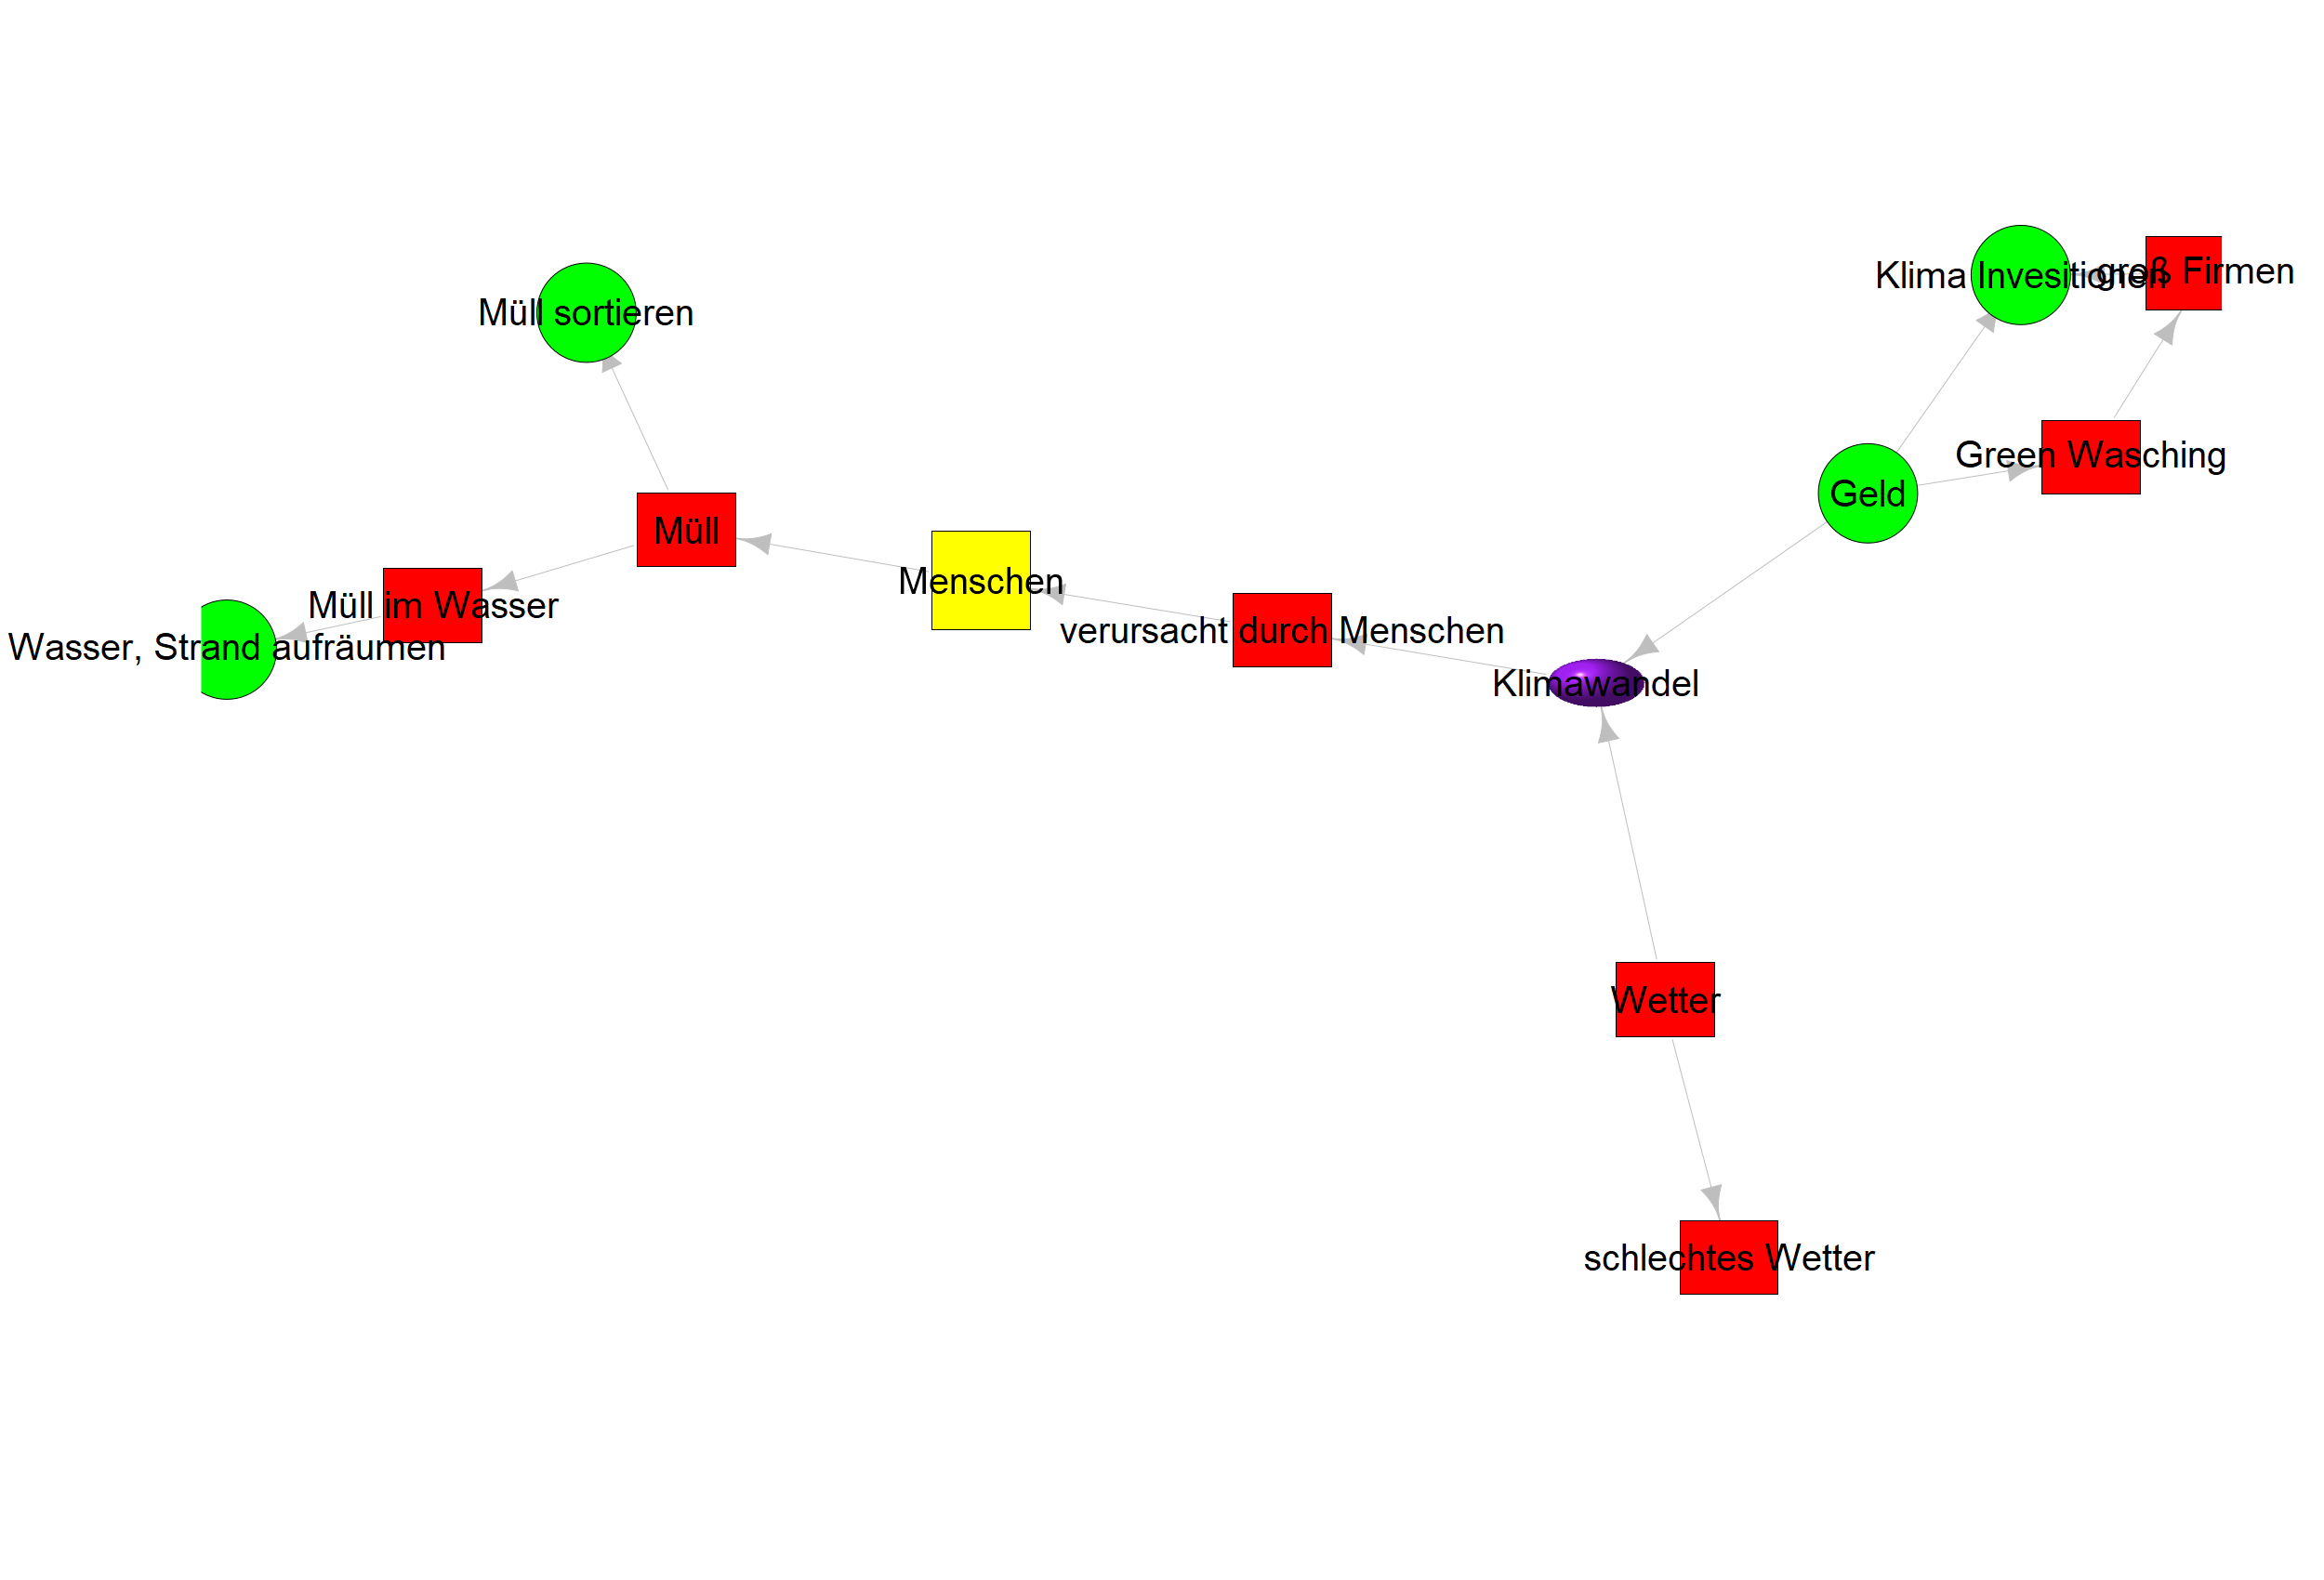 Klima Invesitionen
groß Firmen
Müll sortieren
Green Wasching
Geld
Müll
Menschen
Müll im Wasser
verursacht durch Menschen
Wasser, Strand aufräumen
Klimawandel
Wetter
schlechtes Wetter